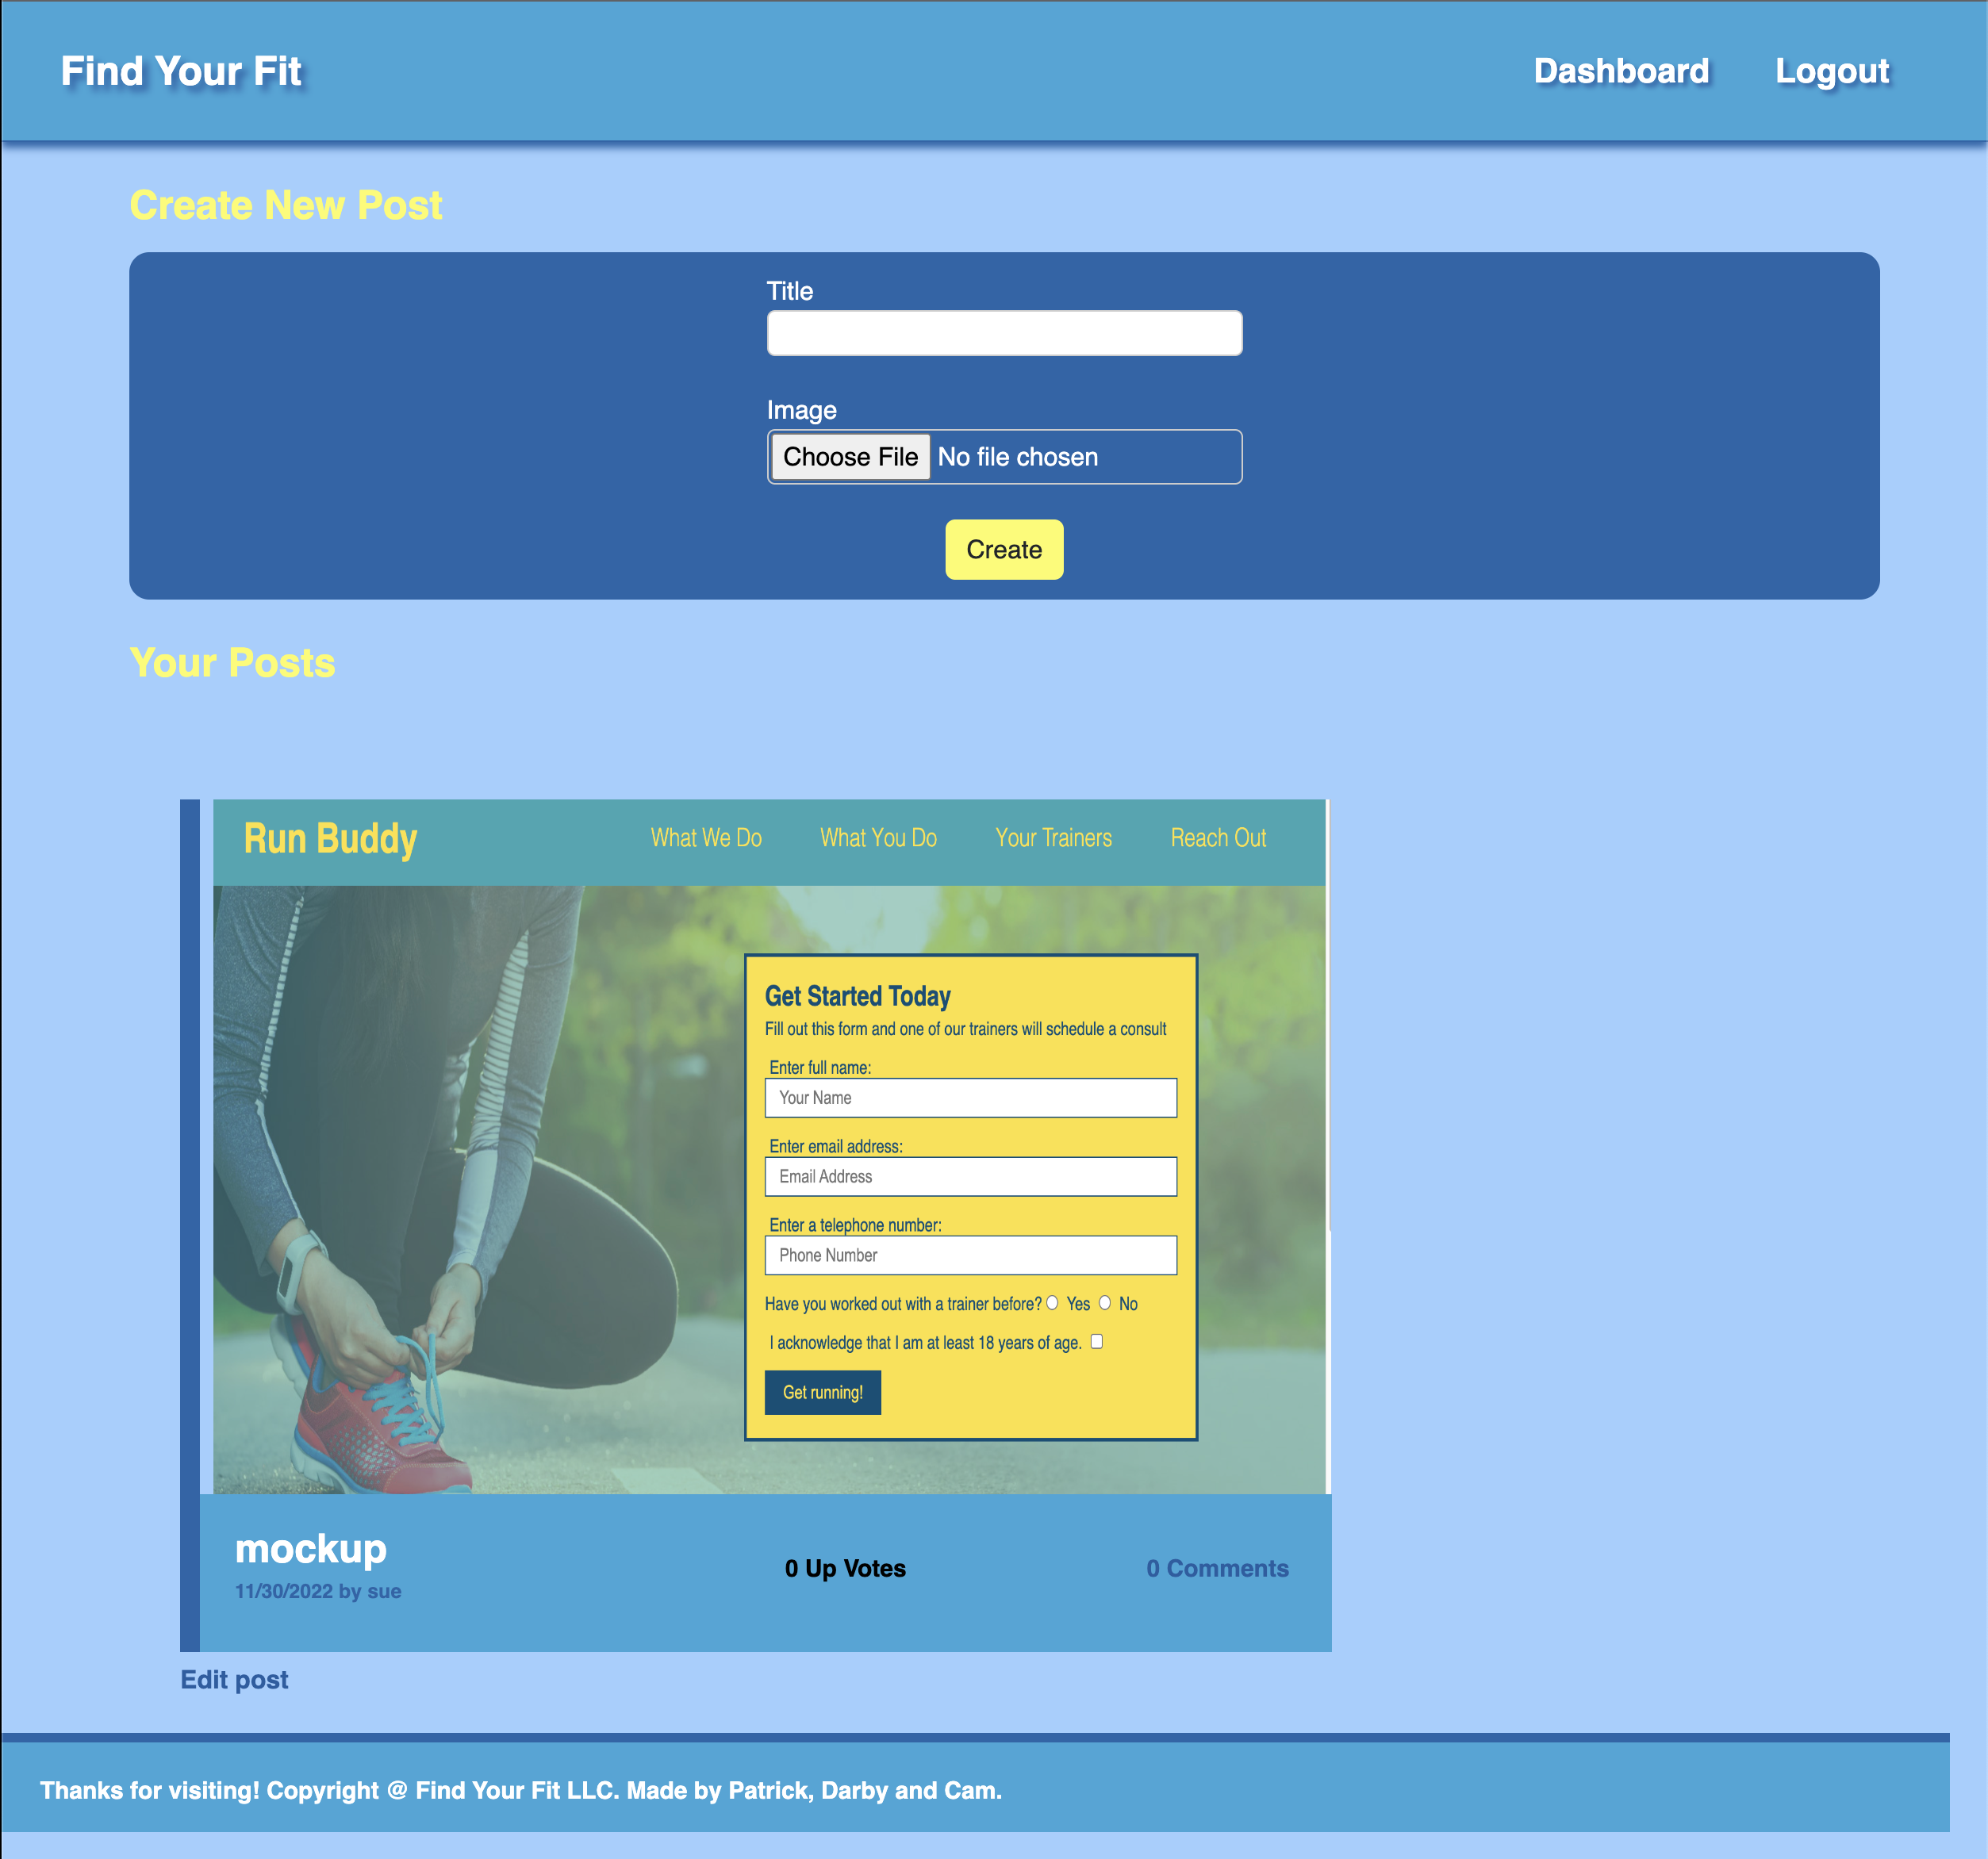 Find Your Fit
Dashboard
Logout
Create New Post
Title
Image
Choose File No file chosen
Create
Your Posts
Run Buddy
What We Do
What You Do
Your Trainers
Reach Out
Get Started Today
Fill out this form and one of our trainers will schedule a consult
Enter full name:
Your Name
Enter email address:
Email Address
Enter a telephone number:
Phone Number
Have you worked out with a trainer before? Yes No
I acknowledge that I am at least 18 years of age.
Get running!
mockup
11/30/2022 by sue
0 Up Votes
0 Comments
Edit post
Thanks for visiting! Copyright @ Find Your Fit LLC. Made by Patrick, Darby and Cam.